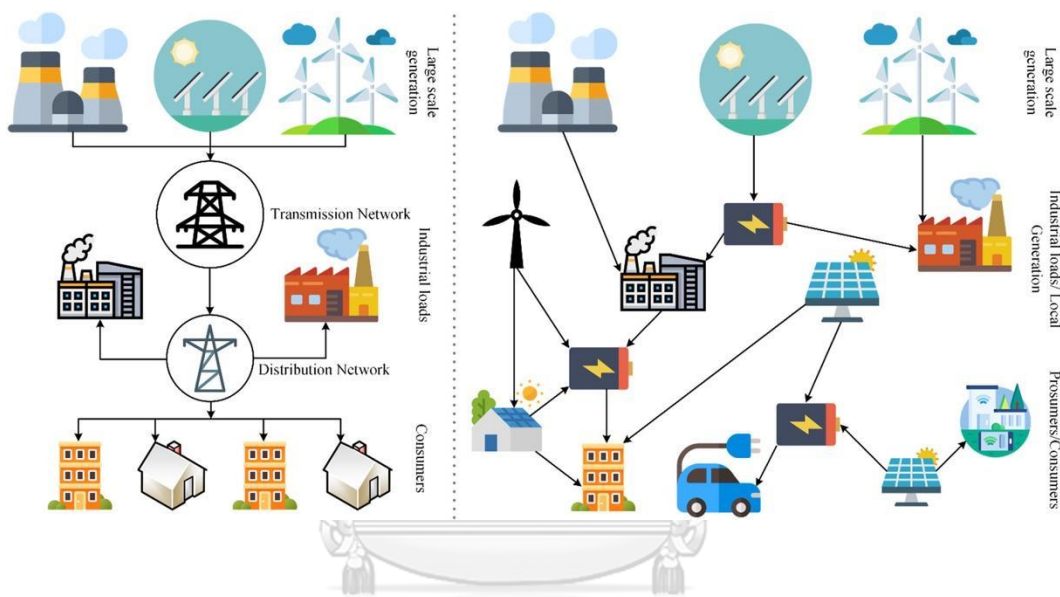 Large scale
generation
Transmission Network
Industrial loads
Distribution Network
Consumers
Large scale
generation
Industrial loads/ Local
Generation
Prosumers/Consumers